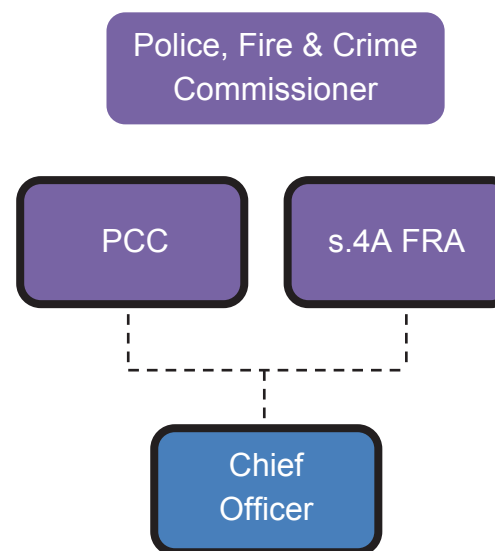 Police, Fire & Crime
Commissioner
PCC
s.4A FRA
Chief
Officer